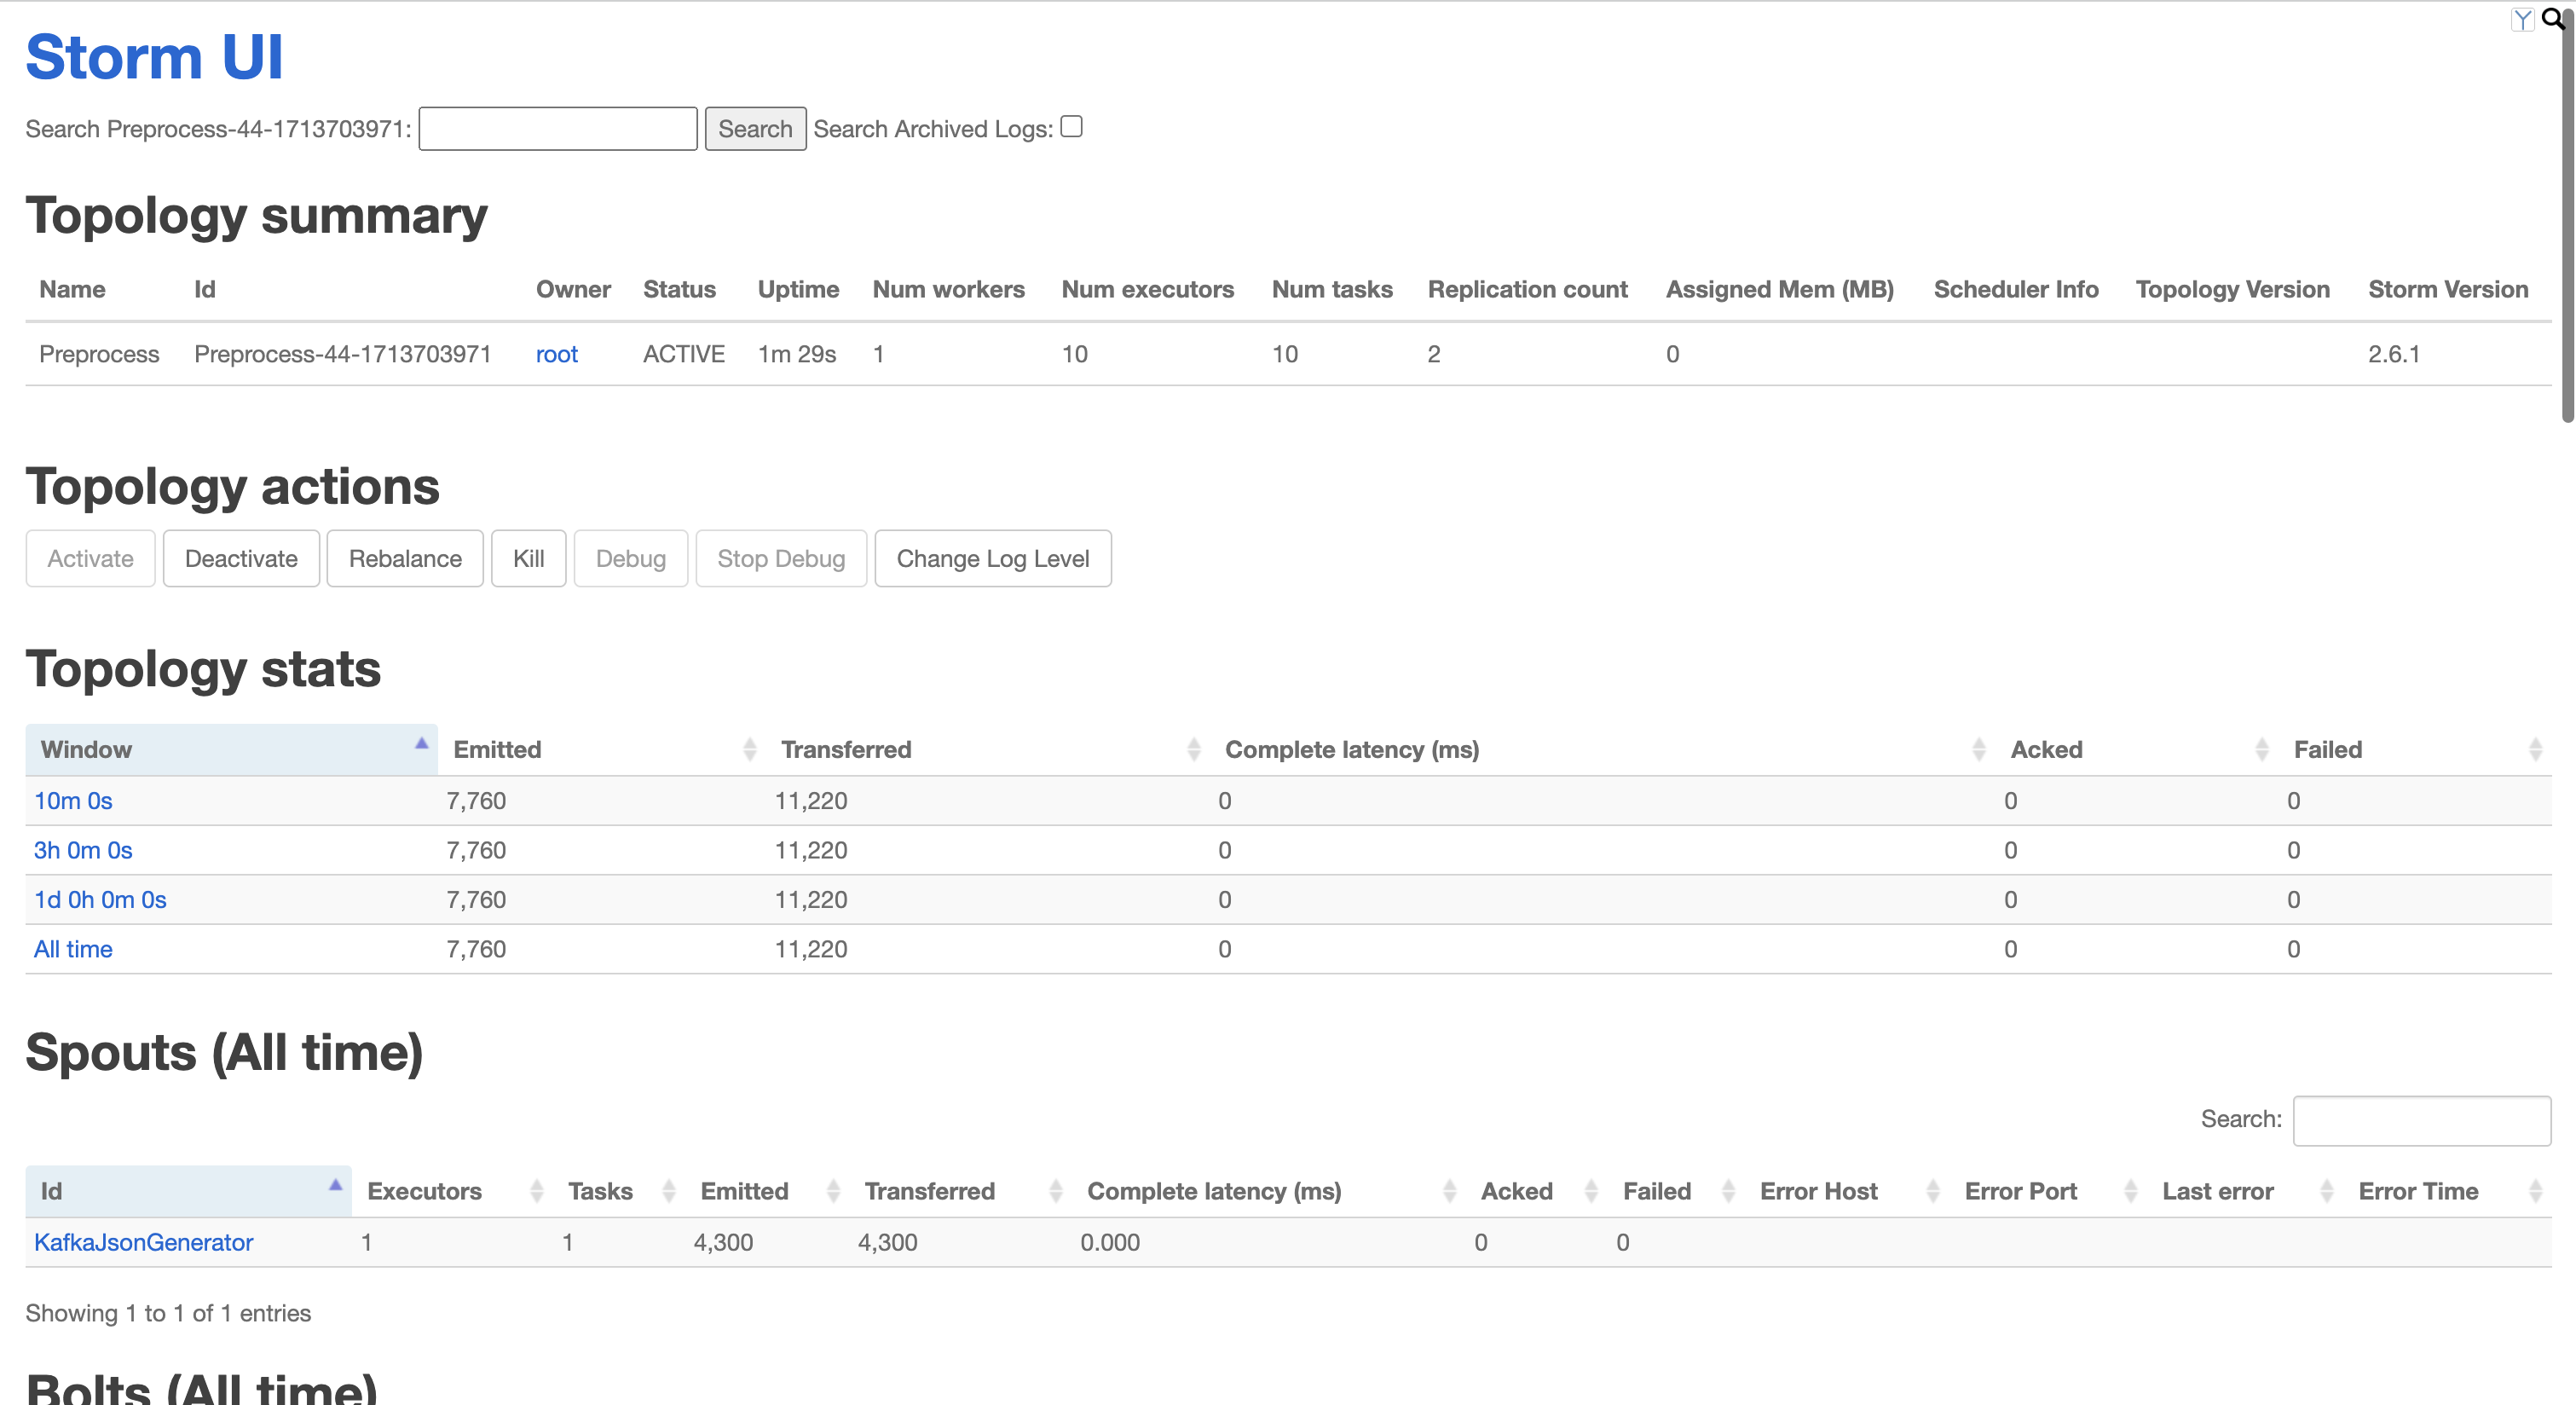 Storm UI
Search Preprocess-44-1713703971: Search Search Archived Logs:
Topology summary
Name Id Owner Status Uptime Num workers Num executors Num tasks Replication count Assigned Mem (MB) Scheduler Info Topology Version Storm Version
Preprocess Preprocess-44-1713703971 root ACTIVE 1m 29s 1 10 10 2 0 2.6.1
Topology actions
Activate Deactivate Rebalance Kill Debug Stop Debug Change Log Level
Topology stats
Window Emitted Transferred Complete latency (ms) Acked Failed
10m 0s 7,760 11,220 0 0 0
3h 0m 0s 7,760 11,220 0 0 0
1d 0h 0m 0s 7,760 11,220 0 0 0
All time 7,760 11,220 0 0 0
Spouts (All time)
Search:
Id Executors Tasks Emitted Transferred Complete latency (ms) Acked Failed Error Host Error Port Last error Error Time
KafkaJsonGenerator 1 1 4,300 4,300 0.000 0 0
Showing 1 to 1 of 1 entries
Bolts (All time)